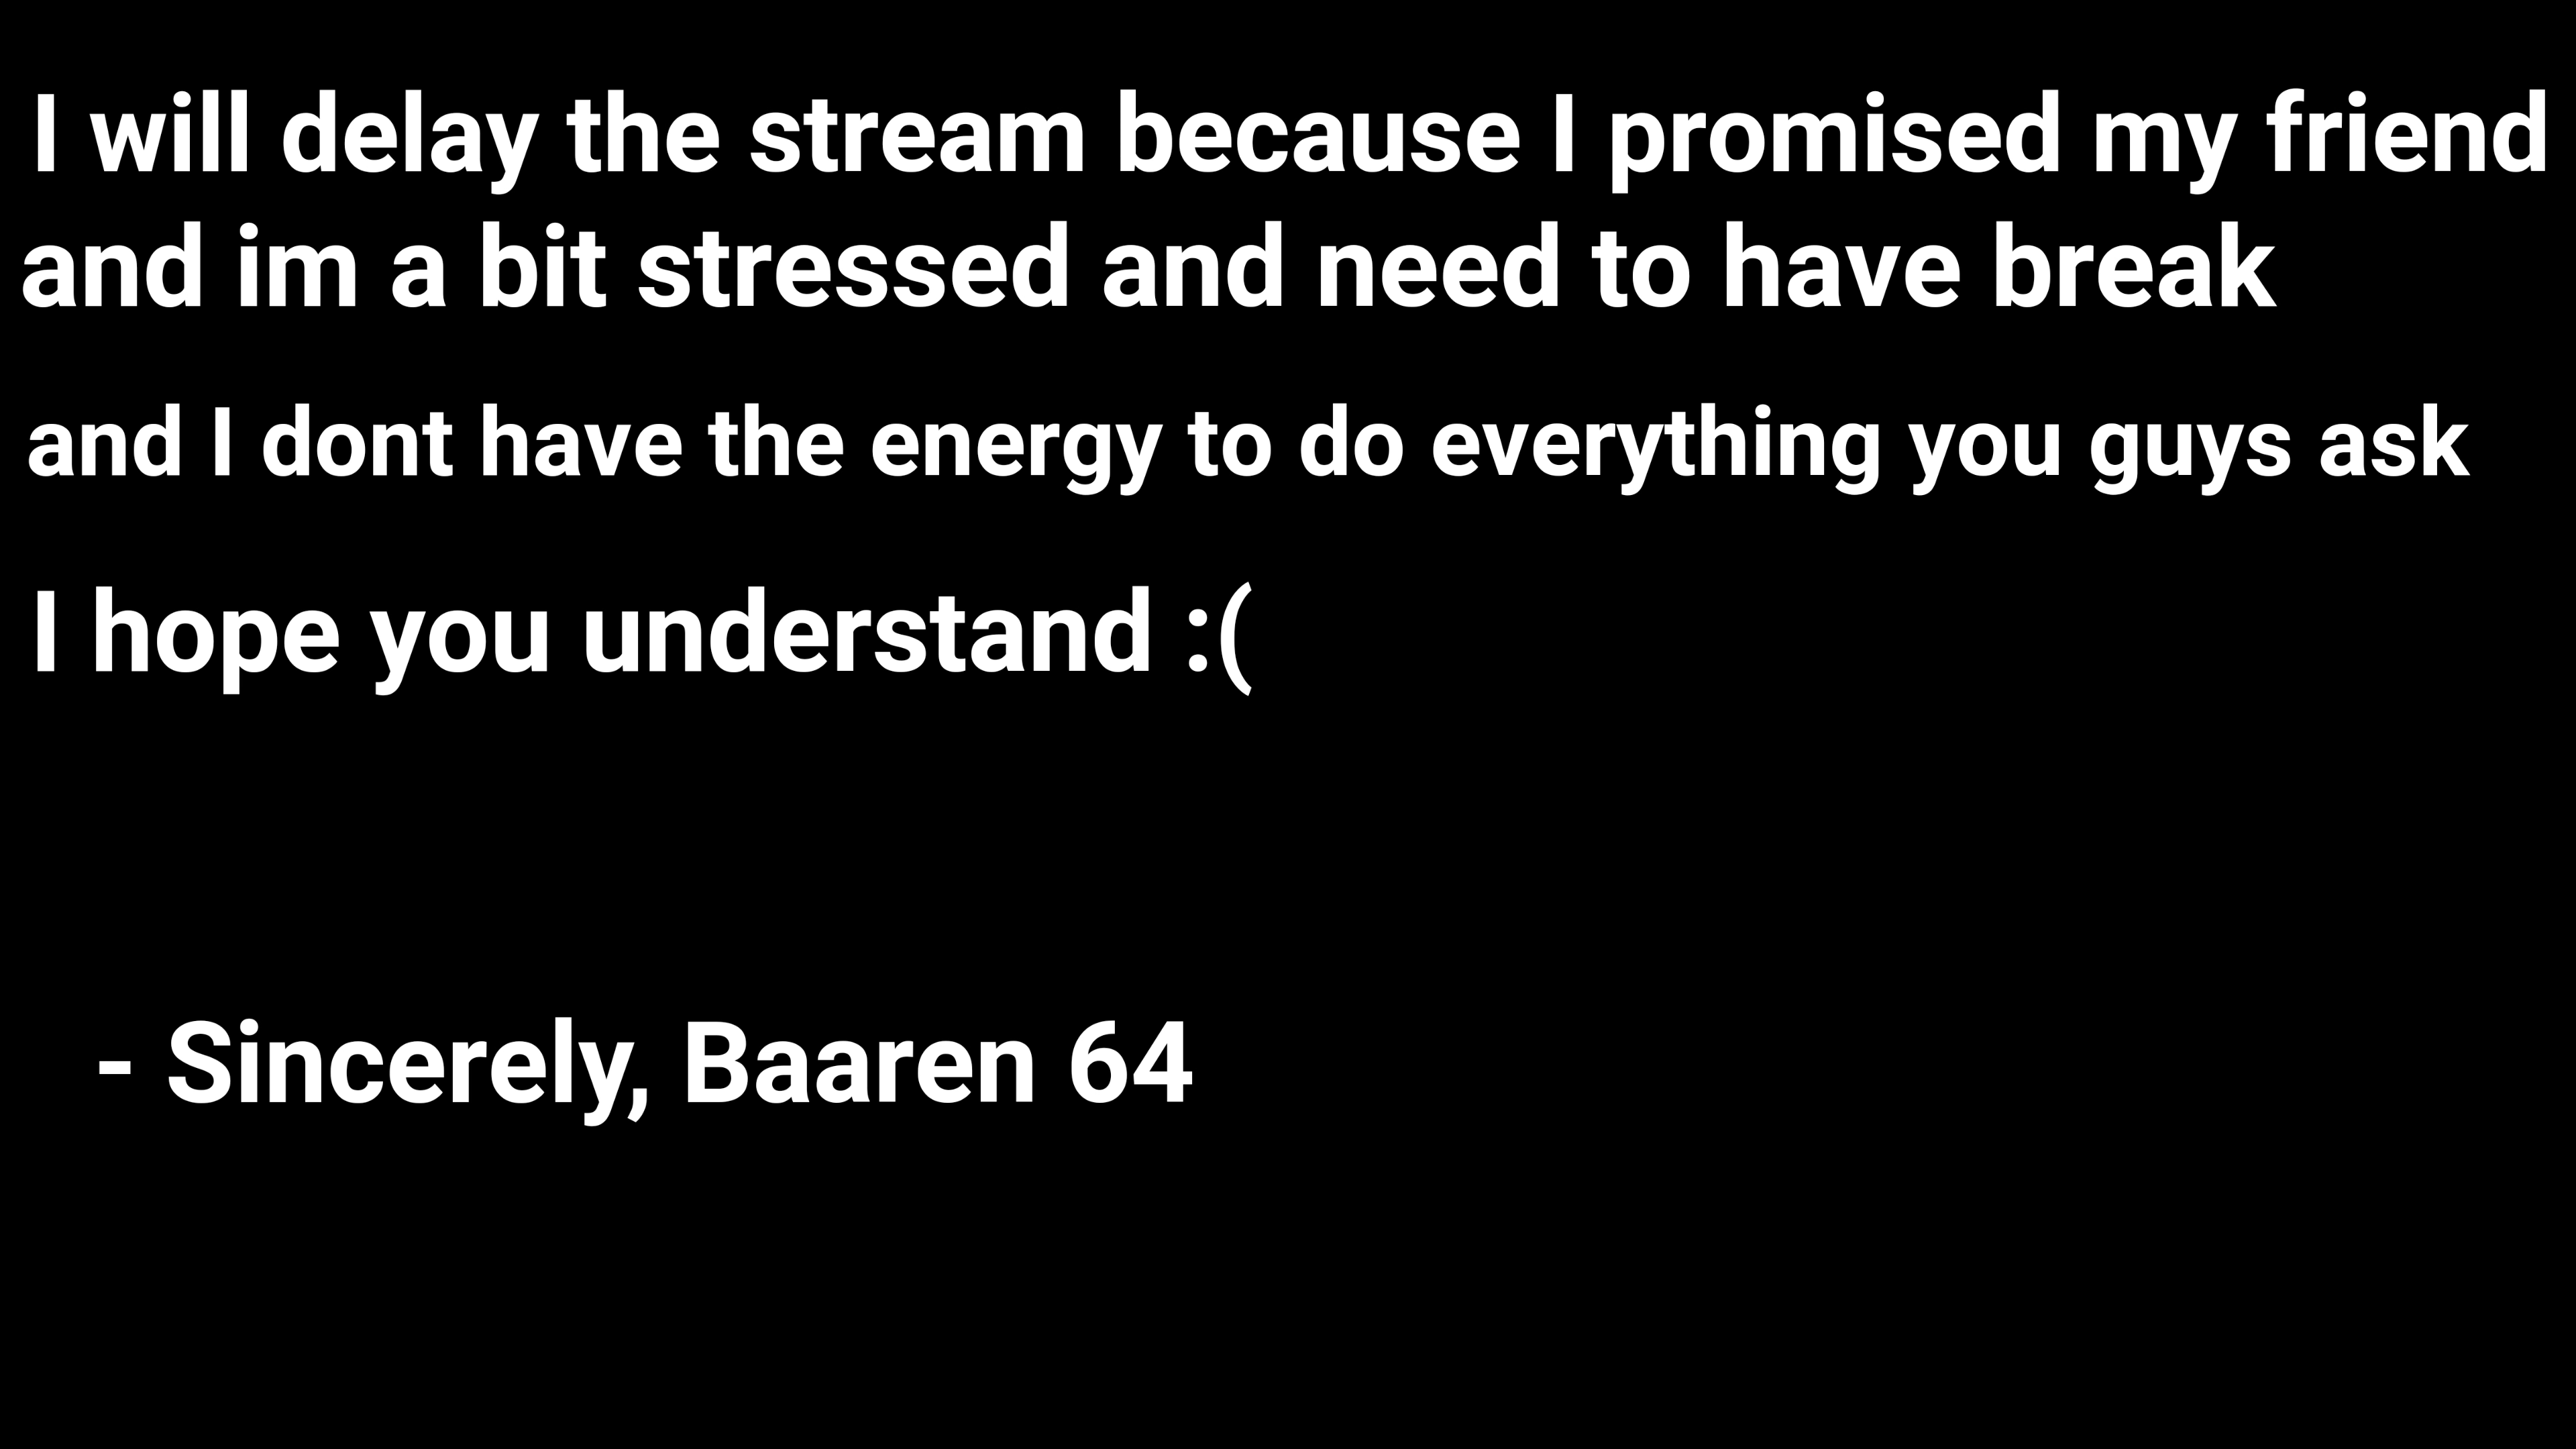 I will delay the stream because I promised my friend
and im a bit stressed and need to have break
and I dont have the energy to do everything you guys ask
I hope you understand :(
- Sincerely, Baaren 64